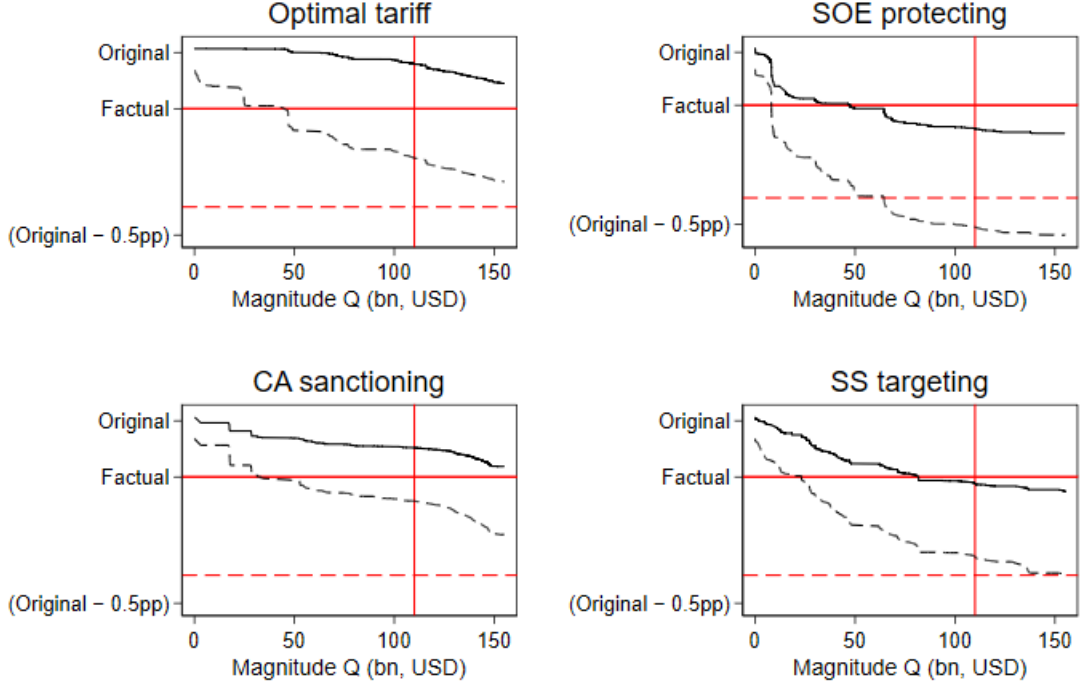 Optimal tariff
Original
Factual
(Original − 0.5pp)
0 50 100 150
Magnitude Q (bn, USD)
SOE protecting
Original
Factual
(Original − 0.5pp)
0 50 100 150
Magnitude Q (bn, USD)
CA sanctioning
Original
Factual
(Original − 0.5pp)
0 50 100 150
Magnitude Q (bn, USD)
SS targeting
Original
Factual
(Original − 0.5pp)
0 50 100 150
Magnitude Q (bn, USD)